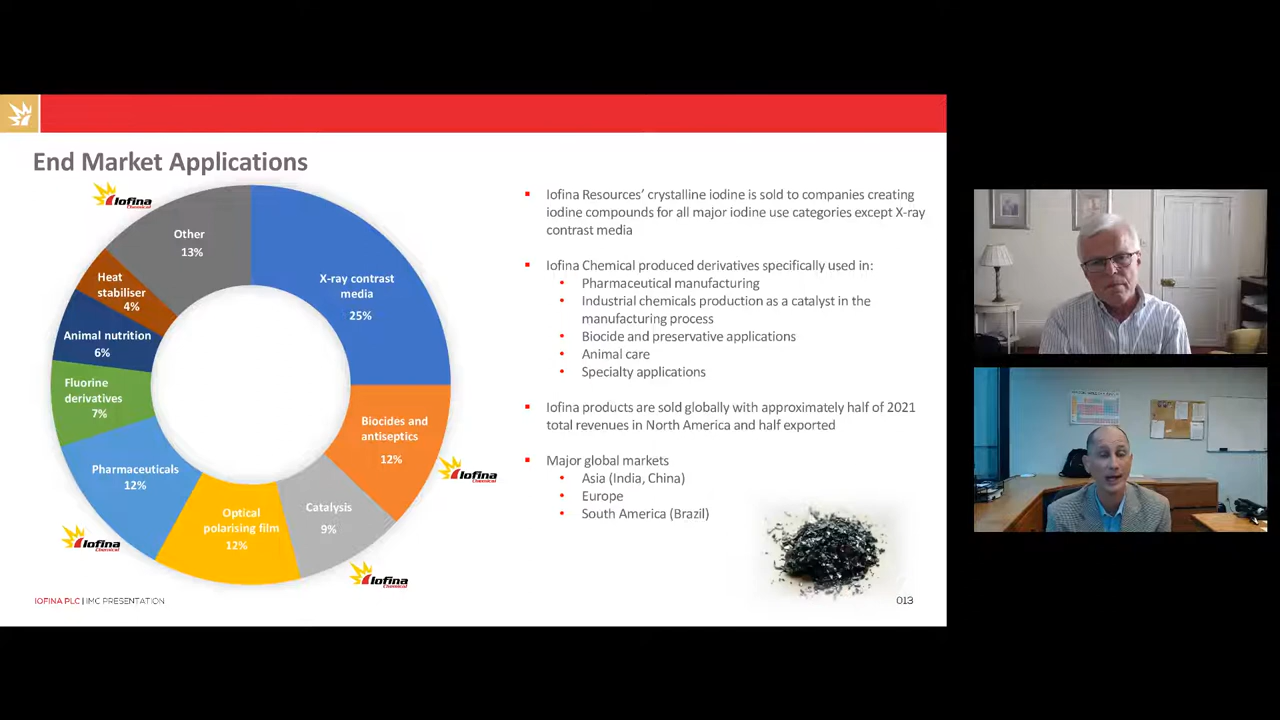 End Market Applications
Iofina
Chemical
Other
13%
X-ray contrast
media
25%
Heat
stabiliser
4%
Animal nutrition
6%
Fluorine
derivatives
7%
Biocides and
antiseptics
12%
Iofina
Chemical
Pharmaceuticals
12%
Catalysis
9%
Optical
polarising film
12%
Iofina
Chemical
Iofina
Chemical
Iofina Resources’ crystalline iodine is sold to companies creating
iodine compounds for all major iodine use categories except X-ray
contrast media
Iofina Chemical produced derivatives specifically used in:
Pharmaceutical manufacturing
Industrial chemicals production as a catalyst in the
manufacturing process
Biocide and preservative applications
Animal care
Specialty applications
Iofina products are sold globally with approximately half of 2021
total revenues in North America and half exported
Major global markets
Asia (India, China)
Europe
South America (Brazil)
IOFINA PLC | IMC PRESENTATION
013